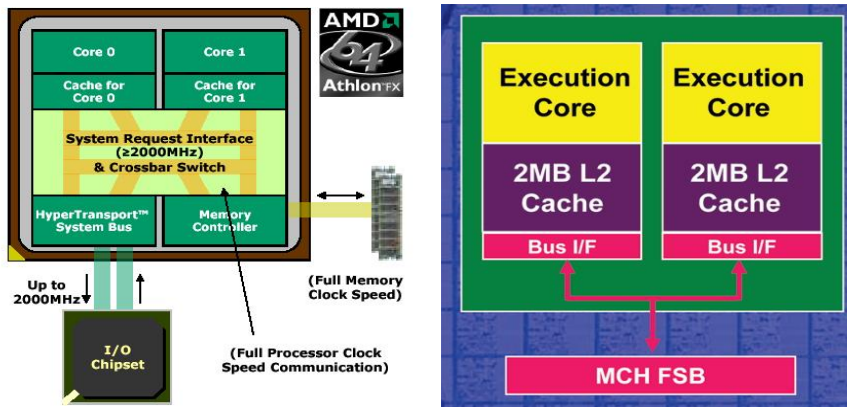 AMD
64
Athlon™FX
Core 0
Core 1
Cache for
Core 0
Cache for
Core 1
System Request Interface
(≥2000MHz)
& Crossbar Switch
HyperTransport™
System Bus
Memory
Controller
Up to
2000MHz
(Full Memory
Clock Speed)
I/O
Chipset
(Full Processor Clock
Speed Communication)
Execution
Core
2MB L2
Cache
Bus I/F
Execution
Core
2MB L2
Cache
Bus I/F
MCH FSB